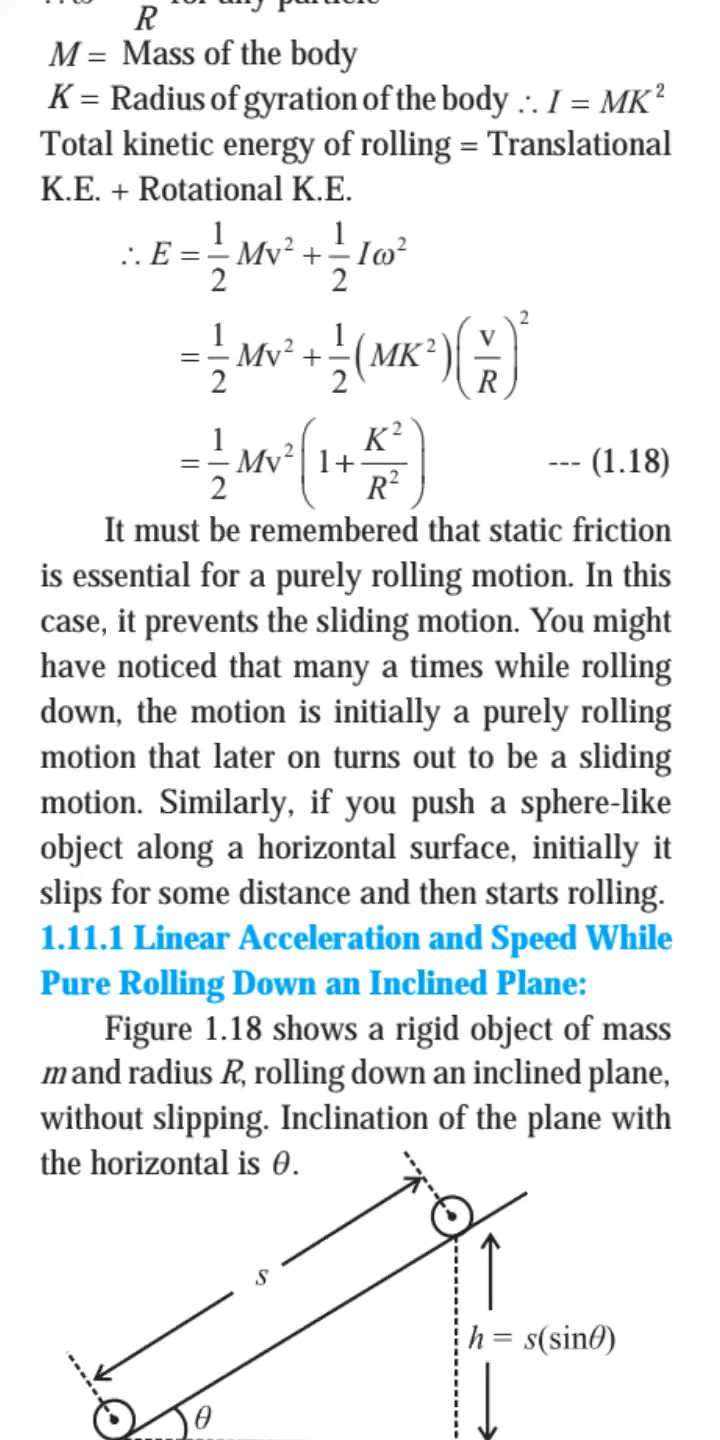 R
M = Mass of the body
K = Radius of gyration of the body ∴ I = MK²
Total kinetic energy of rolling = Translational
K.E. + Rotational K.E.
∴ E = 1/2 Mv² + 1/2 Iω²
= 1/2 Mv² + 1/2 (MK²)(v/R)²
= 1/2 Mv² (1+ K²/R²) --- (1.18)
It must be remembered that static friction
is essential for a purely rolling motion. In this
case, it prevents the sliding motion. You might
have noticed that many a times while rolling
down, the motion is initially a purely rolling
motion that later on turns out to be a sliding
motion. Similarly, if you push a sphere-like
object along a horizontal surface, initially it
slips for some distance and then starts rolling.
1.11.1 Linear Acceleration and Speed While
Pure Rolling Down an Inclined Plane:
Figure 1.18 shows a rigid object of mass
m and radius R, rolling down an inclined plane,
without slipping. Inclination of the plane with
the horizontal is θ.
s
h = s(sinθ)
θ